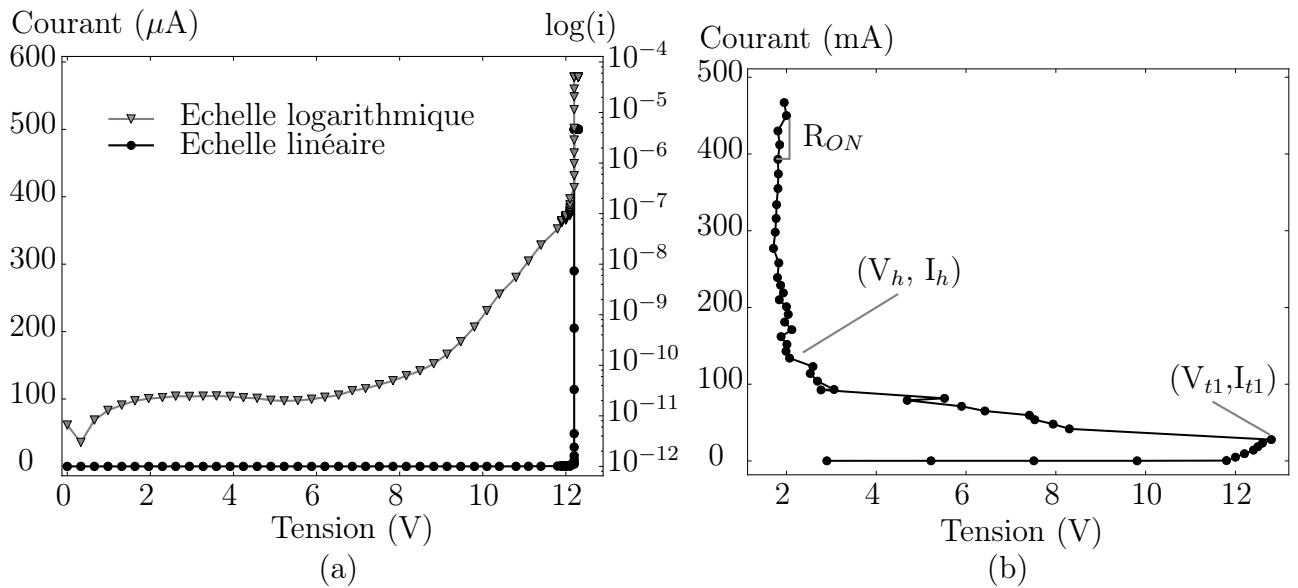 Courant (μA)
log(i)
600
500
400
300
200
100
0
10⁻⁴
10⁻⁵
10⁻⁶
10⁻⁷
10⁻⁸
10⁻⁹
10⁻¹⁰
10⁻¹¹
10⁻¹²
Echelle logarithmique
Echelle linéaire
0 2 4 6 8 10 12
Tension (V)
(a)
Courant (mA)
500
400
300
200
100
0
R_ON
(V_h, I_h)
(V_t1,I_t1)
2 4 6 8 10 12
Tension (V)
(b)